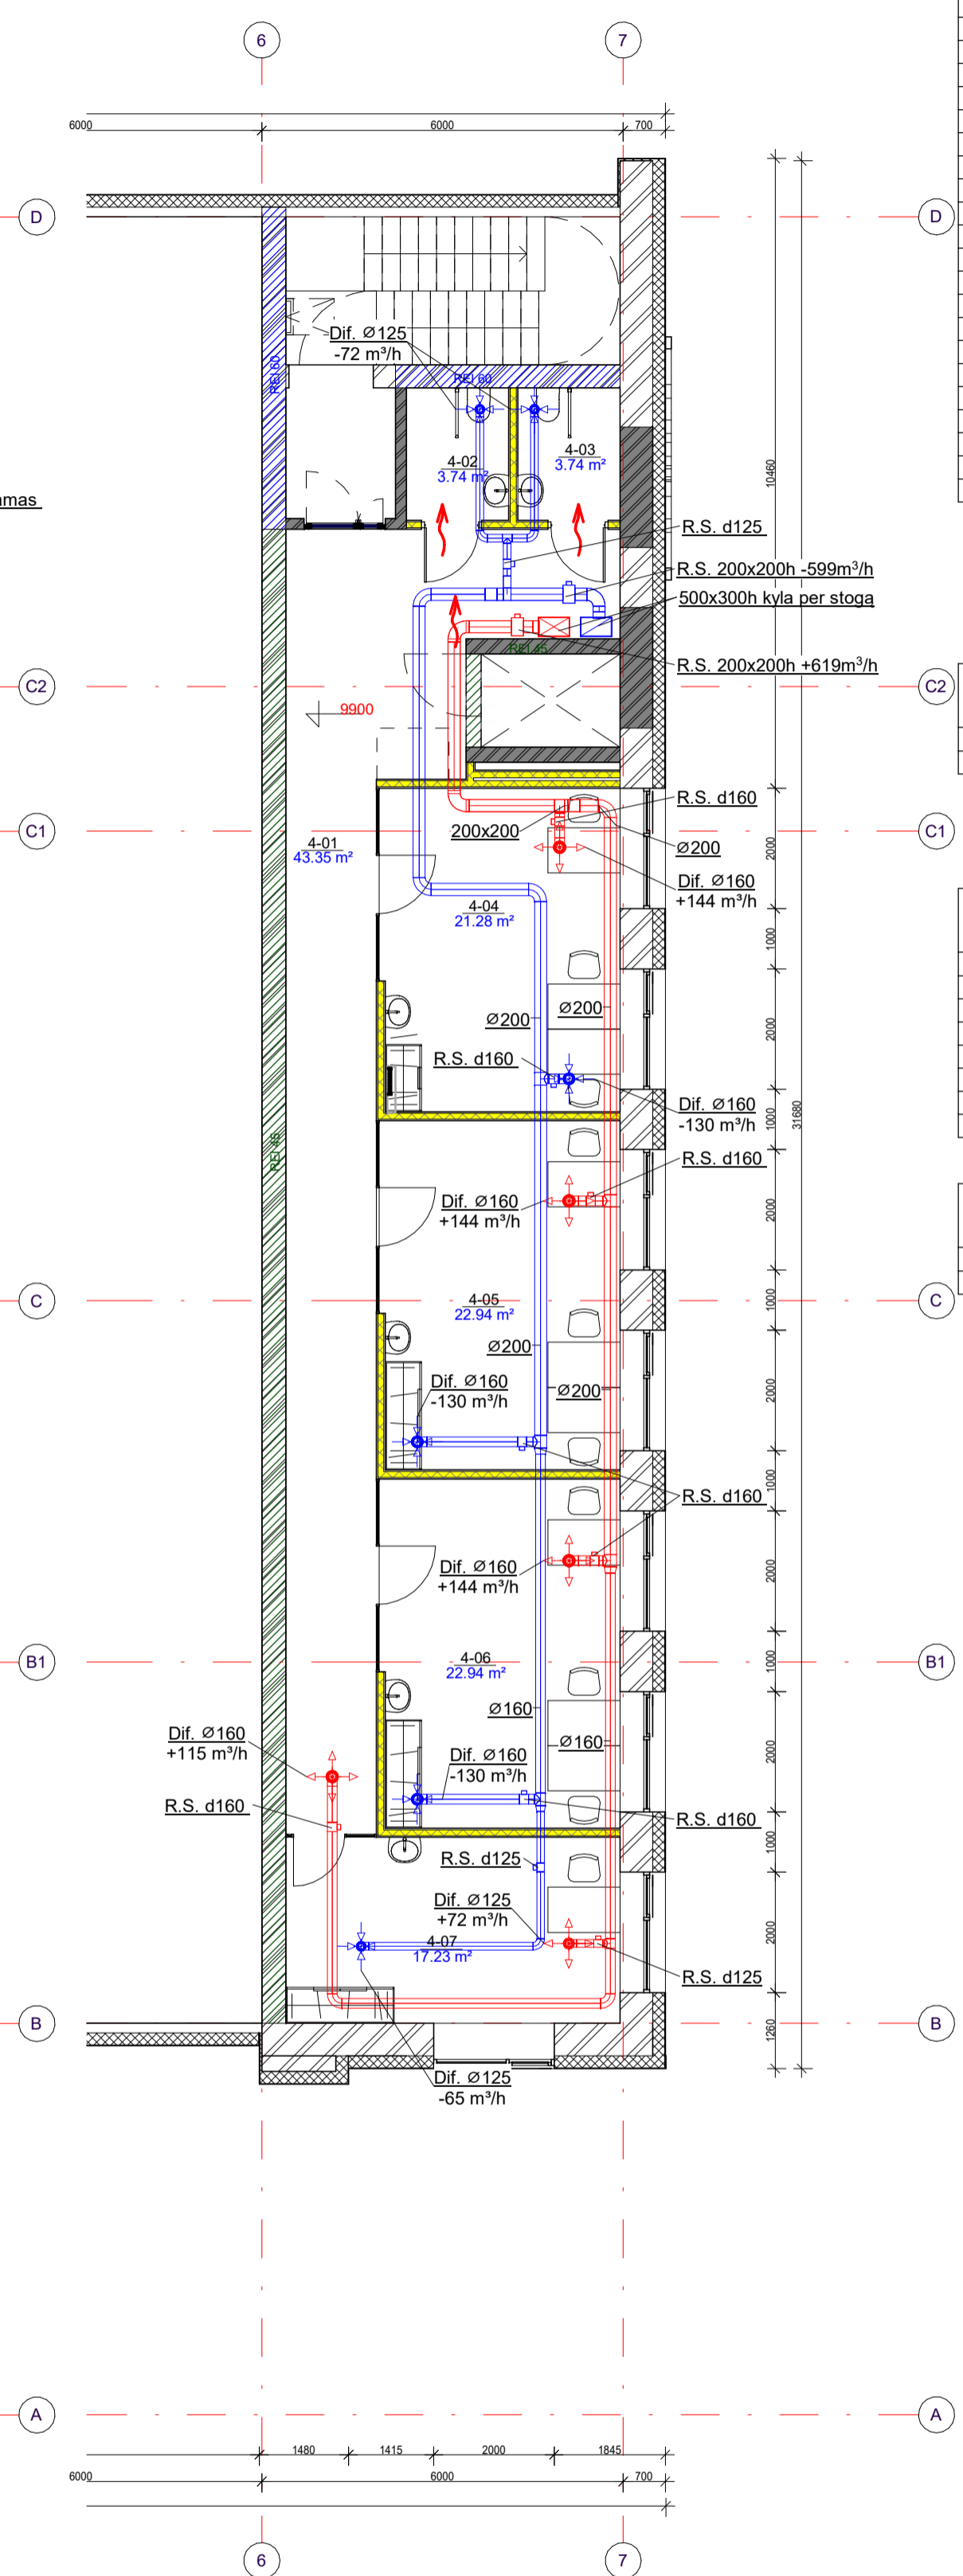 6
7
6000
6000
700
D
D
Dif. Ø125
-72 m³/h
REI 60
REI 60
4-02
3.74 m²
4-03
3.74 m²
10460
R.S. d125
R.S. 200x200h -599m³/h
500x300h kyla per stogą
REI 45
R.S. 200x200h +619m³/h
C2
C2
9900
R.S. d160
200x200
C1
C1
4-01
43.35 m²
Ø200
2000
Dif. Ø160
+144 m³/h
4-04
21.28 m²
1000
Ø200
Ø200
2000
R.S. d160
Dif. Ø160
-130 m³/h
1000
31680
REI 45
R.S. d160
Dif. Ø160
+144 m³/h
2000
C
C
4-05
22.94 m²
1000
Ø200
Dif. Ø160
-130 m³/h
Ø200
2000
1000
R.S. d160
Dif. Ø160
+144 m³/h
2000
B1
B1
4-06
22.94 m²
1000
Ø160
Dif. Ø160
+115 m³/h
Ø160
Dif. Ø160
-130 m³/h
2000
R.S. d160
R.S. d160
1000
R.S. d125
Dif. Ø125
+72 m³/h
4-07
17.23 m²
2000
R.S. d125
B
B
1260
Dif. Ø125
-65 m³/h
A
A
1480
1415
2000
1845
6000
6000
700
6
7